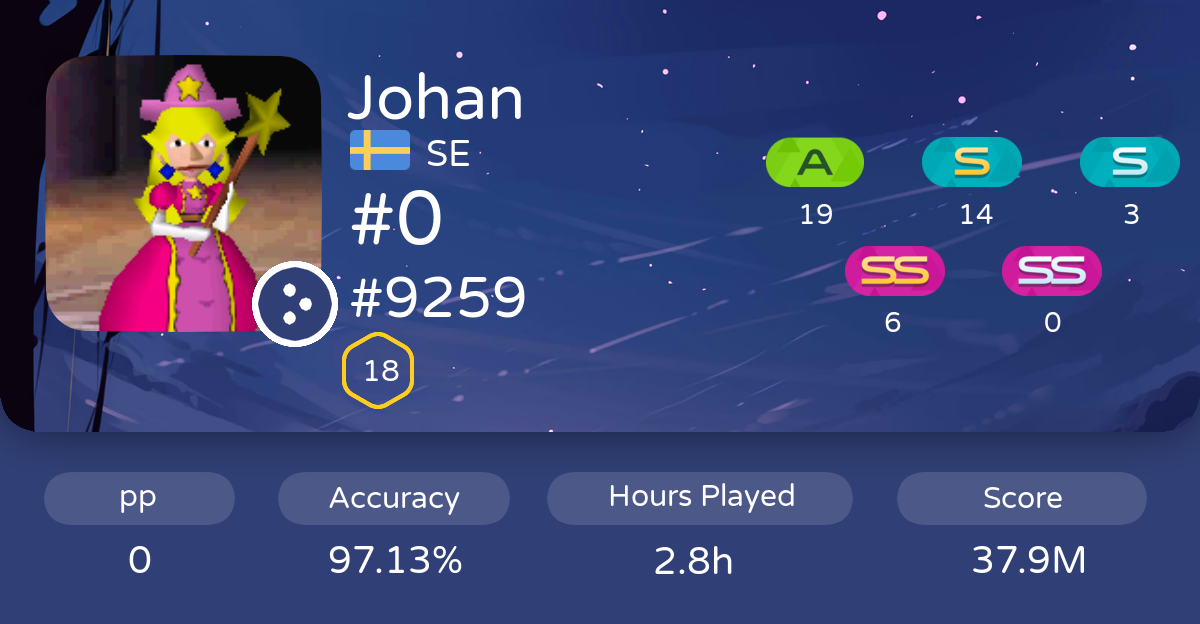 Johan
SE
#0
#9259
18
A S S
19 14 3
SS SS
6 0
pp Accuracy Hours Played Score
0 97.13% 2.8h 37.9M